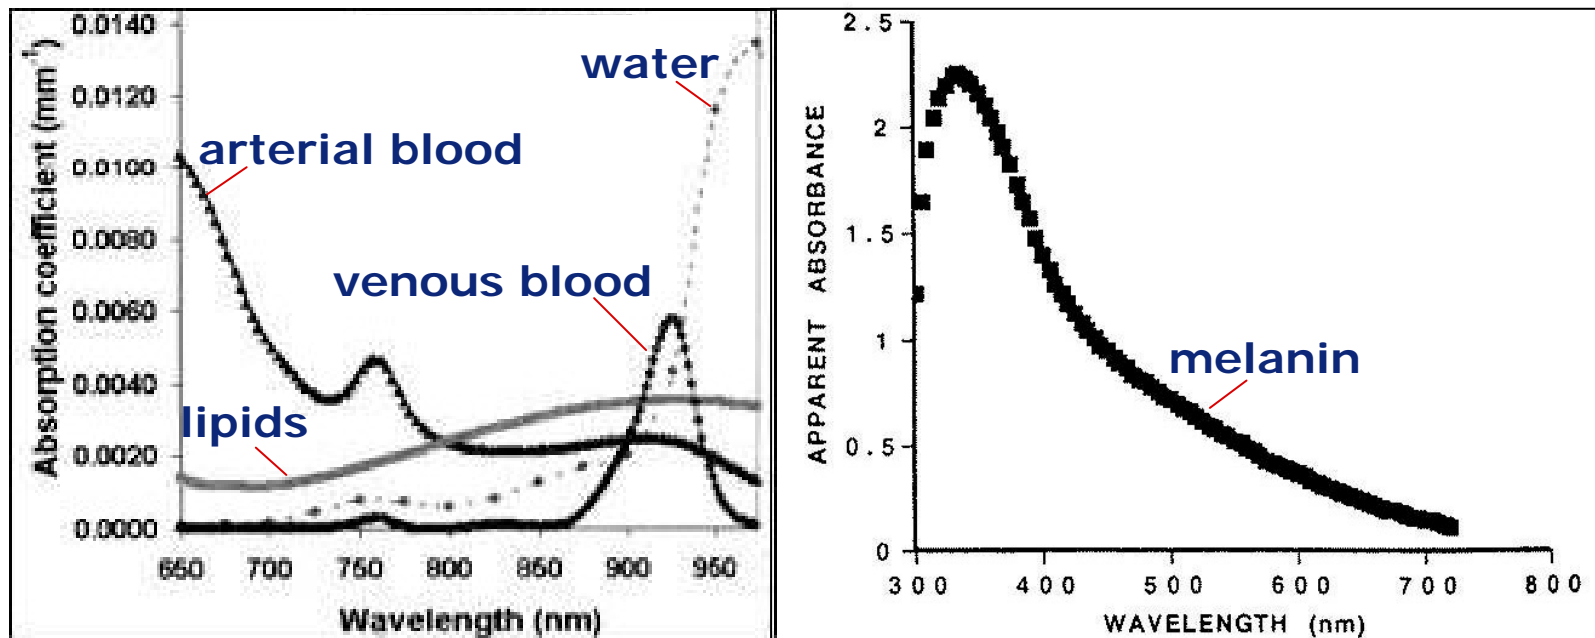 Absorption coefficient (mm⁻¹)
0.0140
0.0120
0.0100
0.0080
0.0060
0.0040
0.0020
0.0000
water
arterial blood
venous blood
lipids
650 700 750 800 850 900 950
Wavelength (nm)
APPARENT ABSORBANCE
2.5
2
1.5
1
0.5
0
melanin
300 400 500 600 700 800
WAVELENGTH (nm)